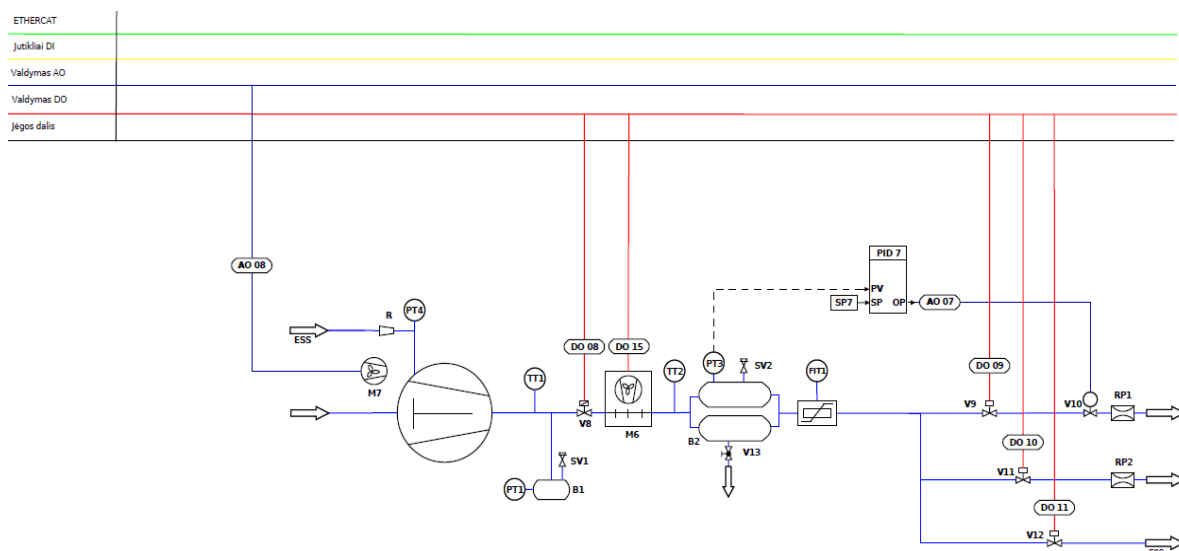 ETHERCAT
Jutikliai DI
Valdymas AO
Valdymas DO
Jėgos dalis
PID 7
AO 08
PV
SP7
SP
OP
AO 07
R
PT4
ESS
DO 08
DO 15
PT3
SV2
FIT1
DO 09
M7
TT1
TT2
V9
V10
RP1
V8
M6
B2
DO 10
SV1
V13
PT1
B1
V11
RP2
DO 11
V12
ESS